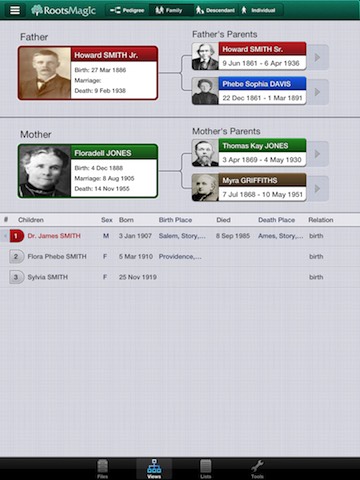 RootsMagic
Pedigree
Family
Descendant
Individual
Father
Howard SMITH Jr.
Birth: 27 Mar 1886
Marriage:
Death: 9 Feb 1938
Father's Parents
Howard SMITH Sr.
9 Jun 1861 - 6 Apr 1936
Phebe Sophia DAVIS
22 Dec 1861 - 1 Mar 1891
Mother
Floradell JONES
Birth: 4 Dec 1888
Marriage: 8 Aug 1905
Death: 14 Nov 1955
Mother's Parents
Thomas Kay JONES
3 Apr 1869 - 4 May 1930
Myra GRIFFITHS
7 Jul 1868 - 10 May 1951
# Children Sex Born Birth Place Died Death Place Relation
1 Dr. James SMITH M 3 Jan 1907 Salem, Story,... 8 Sep 1985 Ames, Story,... birth
2 Flora Phebe SMITH F 5 Mar 1910 Providence,... birth
3 Sylvia SMITH F 25 Nov 1919 birth
Files
Views
Lists
Tools